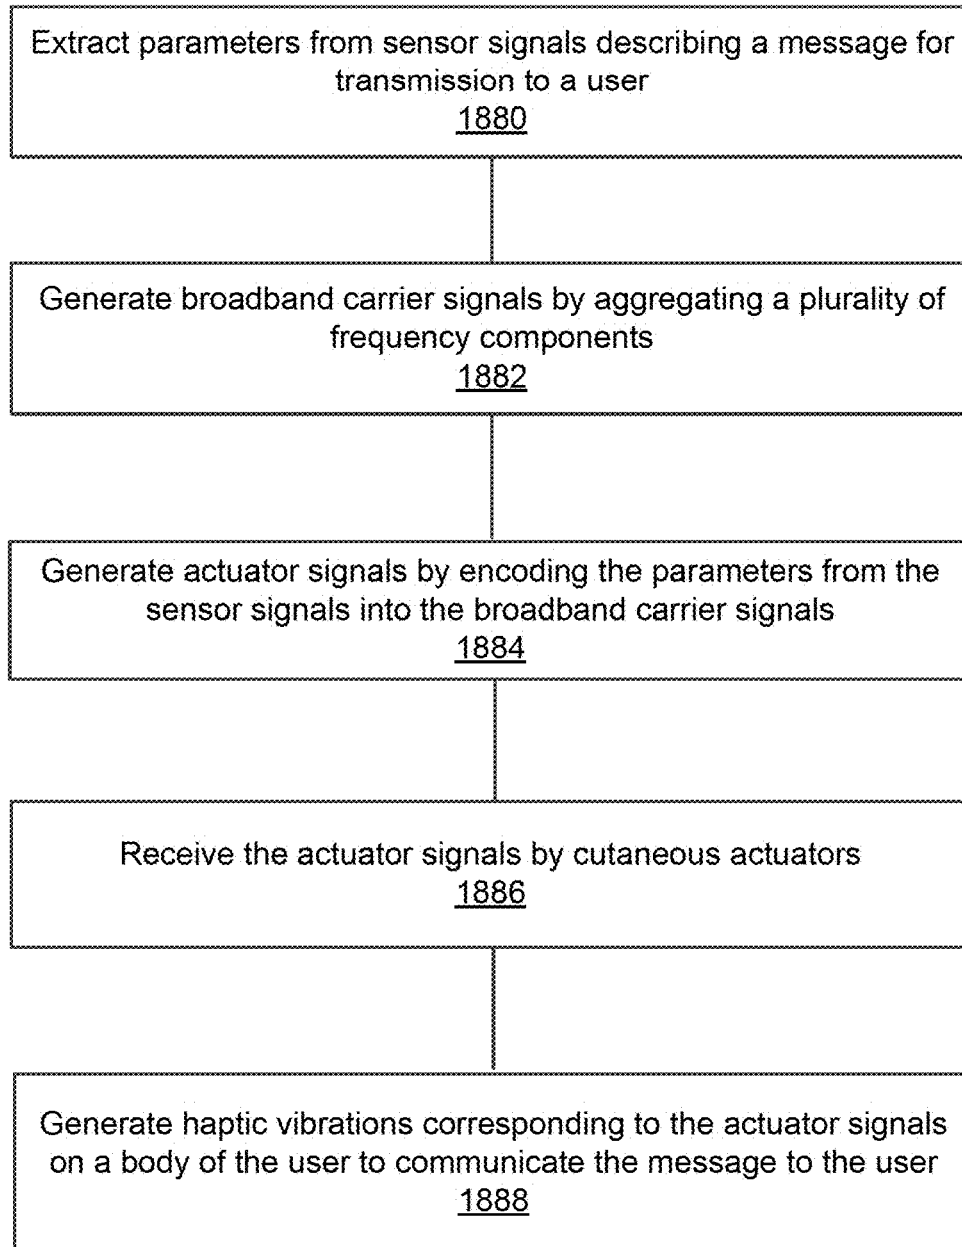 Extract parameters from sensor signals describing a message for
transmission to a user
1880
Generate broadband carrier signals by aggregating a plurality of
frequency components
1882
Generate actuator signals by encoding the parameters from the
sensor signals into the broadband carrier signals
1884
Receive the actuator signals by cutaneous actuators
1886
Generate haptic vibrations corresponding to the actuator signals
on a body of the user to communicate the message to the user
1888